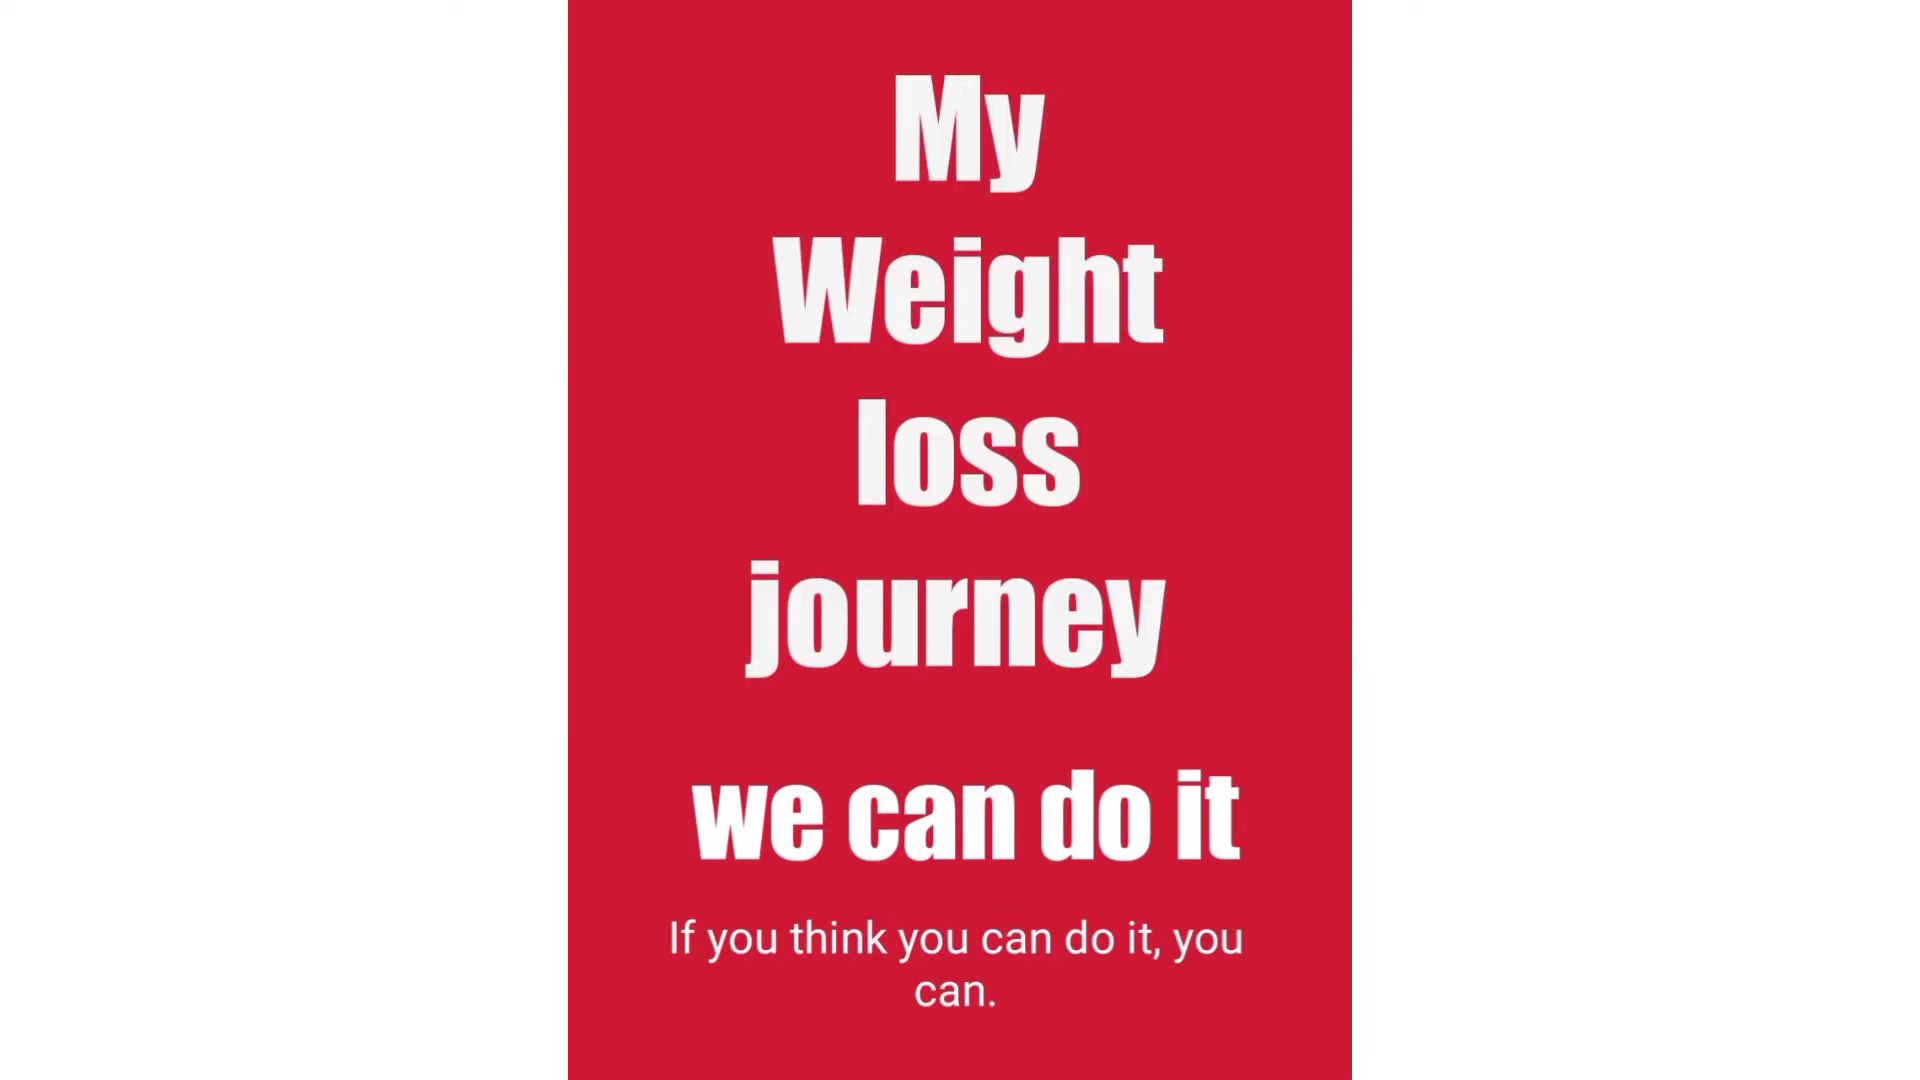 My
Weight
loss
journey
we can do it
If you think you can do it, you
can.